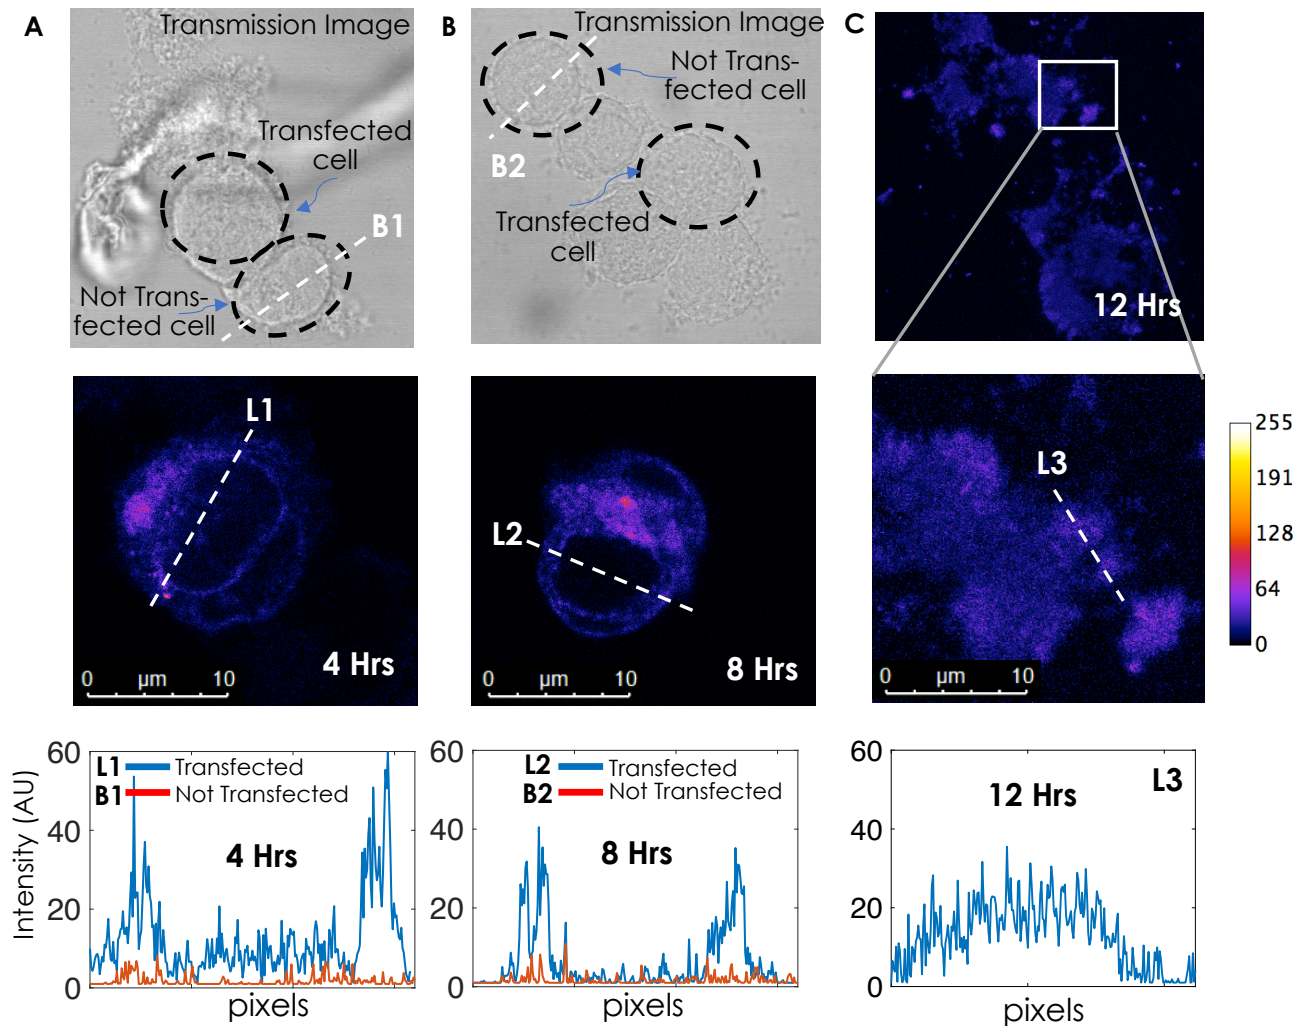 A
Transmission Image
Transfected
cell
B1
Not Trans-
fected cell
B
Transmission Image
Not Trans-
fected cell
B2
Transfected
cell
C
12 Hrs
L1
4 Hrs
0 µm 10
L2
8 Hrs
0 µm 10
L3
0 µm 10
255
191
128
64
0
Intensity (AU)
60
40
20
0
L1 Transfected
B1 Not Transfected
4 Hrs
pixels
60
40
20
0
L2 Transfected
B2 Not Transfected
8 Hrs
pixels
60
40
20
0
12 Hrs
L3
pixels